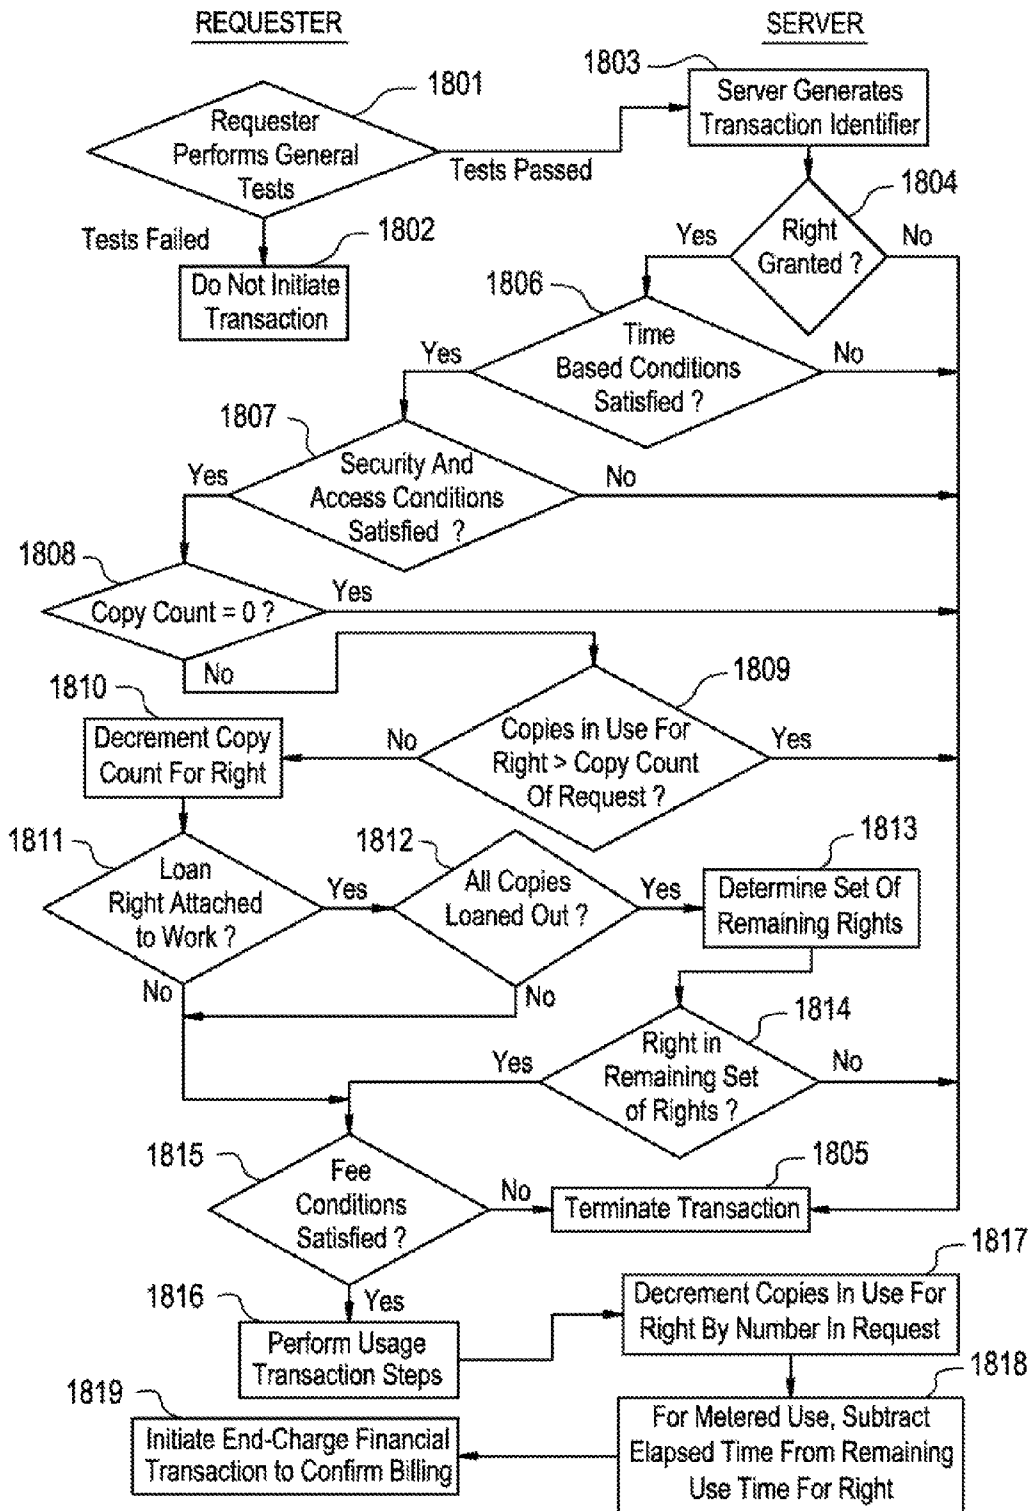 REQUESTER
SERVER
1801
Requester
Performs General
Tests
Tests Passed
Tests Failed
1802
Do Not Initiate
Transaction
1803
Server Generates
Transaction Identifier
1804
Right
Granted ?
Yes
No
1806
Time
Based Conditions
Satisfied ?
Yes
No
1807
Security And
Access Conditions
Satisfied ?
Yes
No
1808
Copy Count = 0 ?
Yes
No
1809
Copies in Use For
Right > Copy Count
Of Request ?
No
Yes
1810
Decrement Copy
Count For Right
1811
Loan
Right Attached
to Work ?
Yes
No
1812
All Copies
Loaned Out ?
Yes
No
1813
Determine Set Of
Remaining Rights
1814
Right in
Remaining Set
of Rights ?
Yes
No
1815
Fee
Conditions
Satisfied ?
No
Yes
1805
Terminate Transaction
1816
Perform Usage
Transaction Steps
1817
Decrement Copies In Use For
Right By Number In Request
1818
For Metered Use, Subtract
Elapsed Time From Remaining
Use Time For Right
1819
Initiate End-Charge Financial
Transaction to Confirm Billing